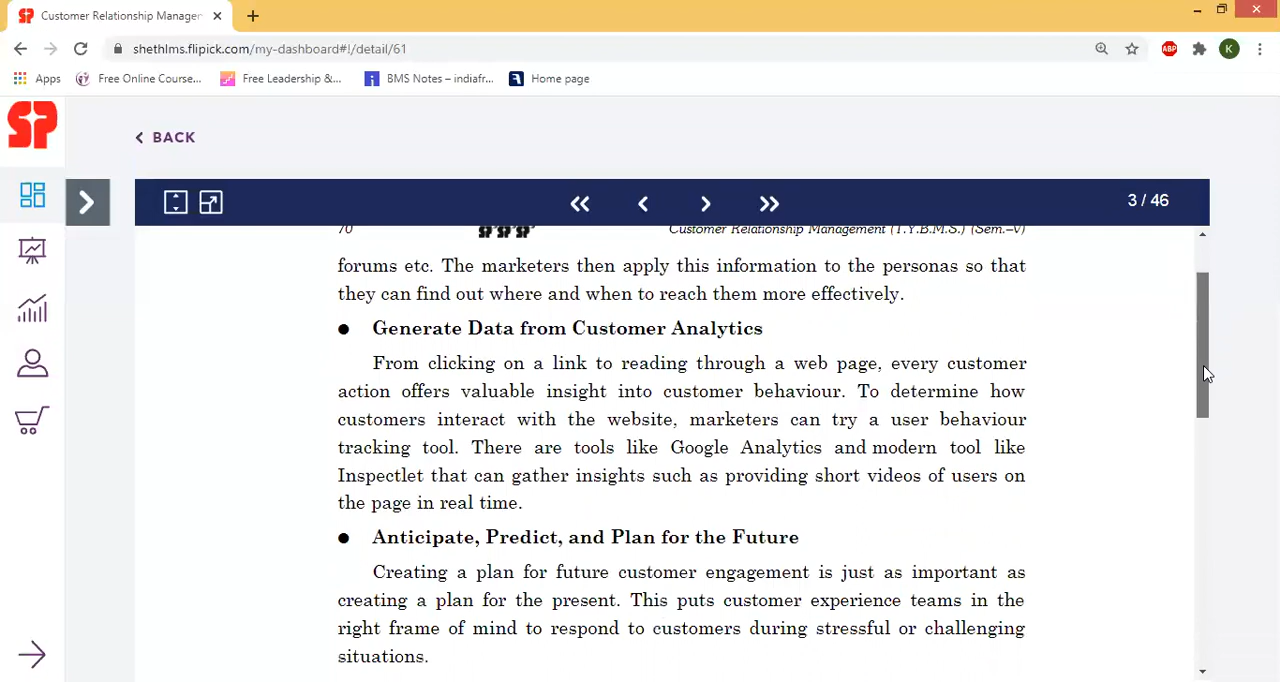 Customer Relationship Manager
shethlms.flipick.com/my-dashboard#!/detail/61
ABP
K
Apps
Free Online Course...
Free Leadership &...
BMS Notes – indiafr...
Home page
SP
BACK
3 / 46
70 Customer Relationship Management (T.Y.B.M.S.) (Sem.–V)
forums etc. The marketers then apply this information to the personas so that
they can find out where and when to reach them more effectively.
● Generate Data from Customer Analytics
From clicking on a link to reading through a web page, every customer
action offers valuable insight into customer behaviour. To determine how
customers interact with the website, marketers can try a user behaviour
tracking tool. There are tools like Google Analytics and modern tool like
Inspectlet that can gather insights such as providing short videos of users on
the page in real time.
● Anticipate, Predict, and Plan for the Future
Creating a plan for future customer engagement is just as important as
creating a plan for the present. This puts customer experience teams in the
right frame of mind to respond to customers during stressful or challenging
situations.